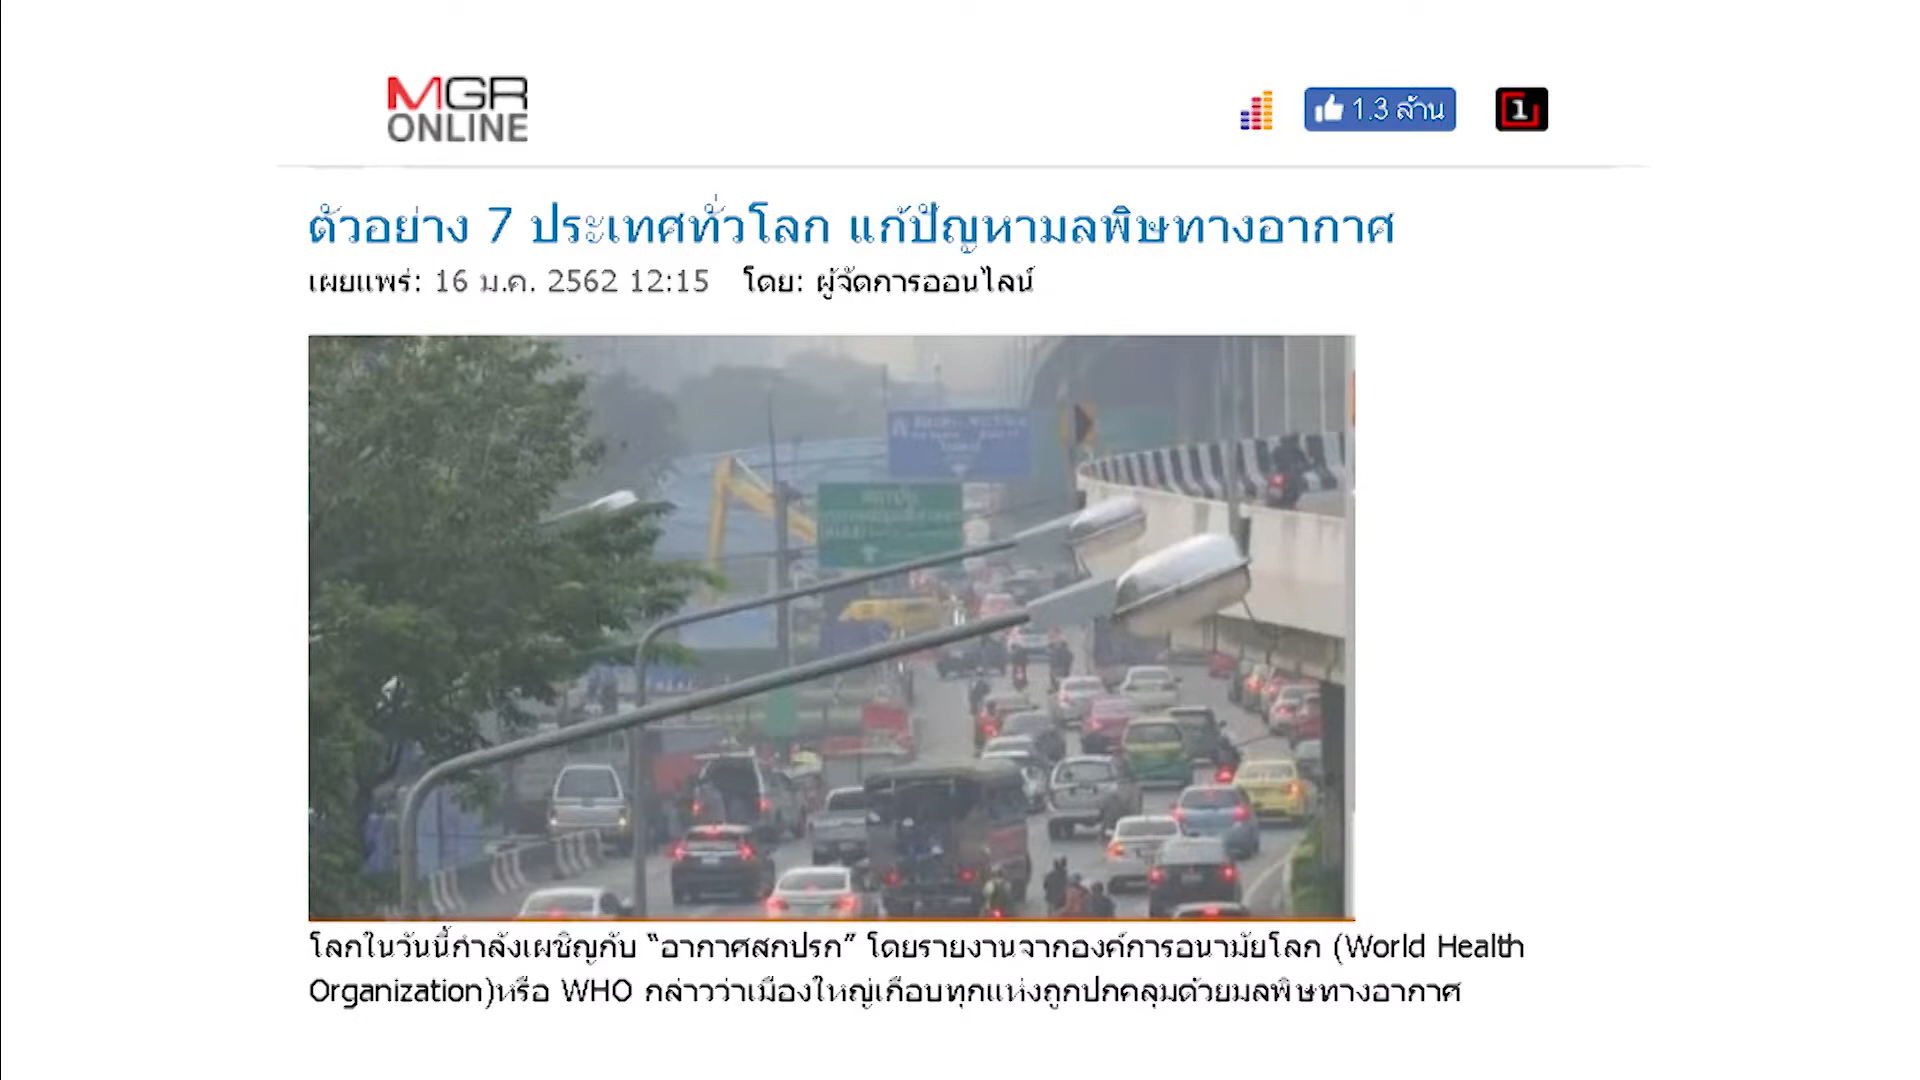 MGR
ONLINE
1.3 ล้าน
1
ตัวอย่าง 7 ประเทศทั่วโลก แก้ปัญหามลพิษทางอากาศ
เผยแพร่: 16 ม.ค. 2562 12:15 โดย: ผู้จัดการออนไลน์
โลกในวันนี้กำลังเผชิญกับ “อากาศสกปรก” โดยรายงานจากองค์การอนามัยโลก (World Health
Organization)หรือ WHO กล่าวว่าเมืองใหญ่เกือบทุกแห่งถูกปกคลุมด้วยมลพิษทางอากาศ